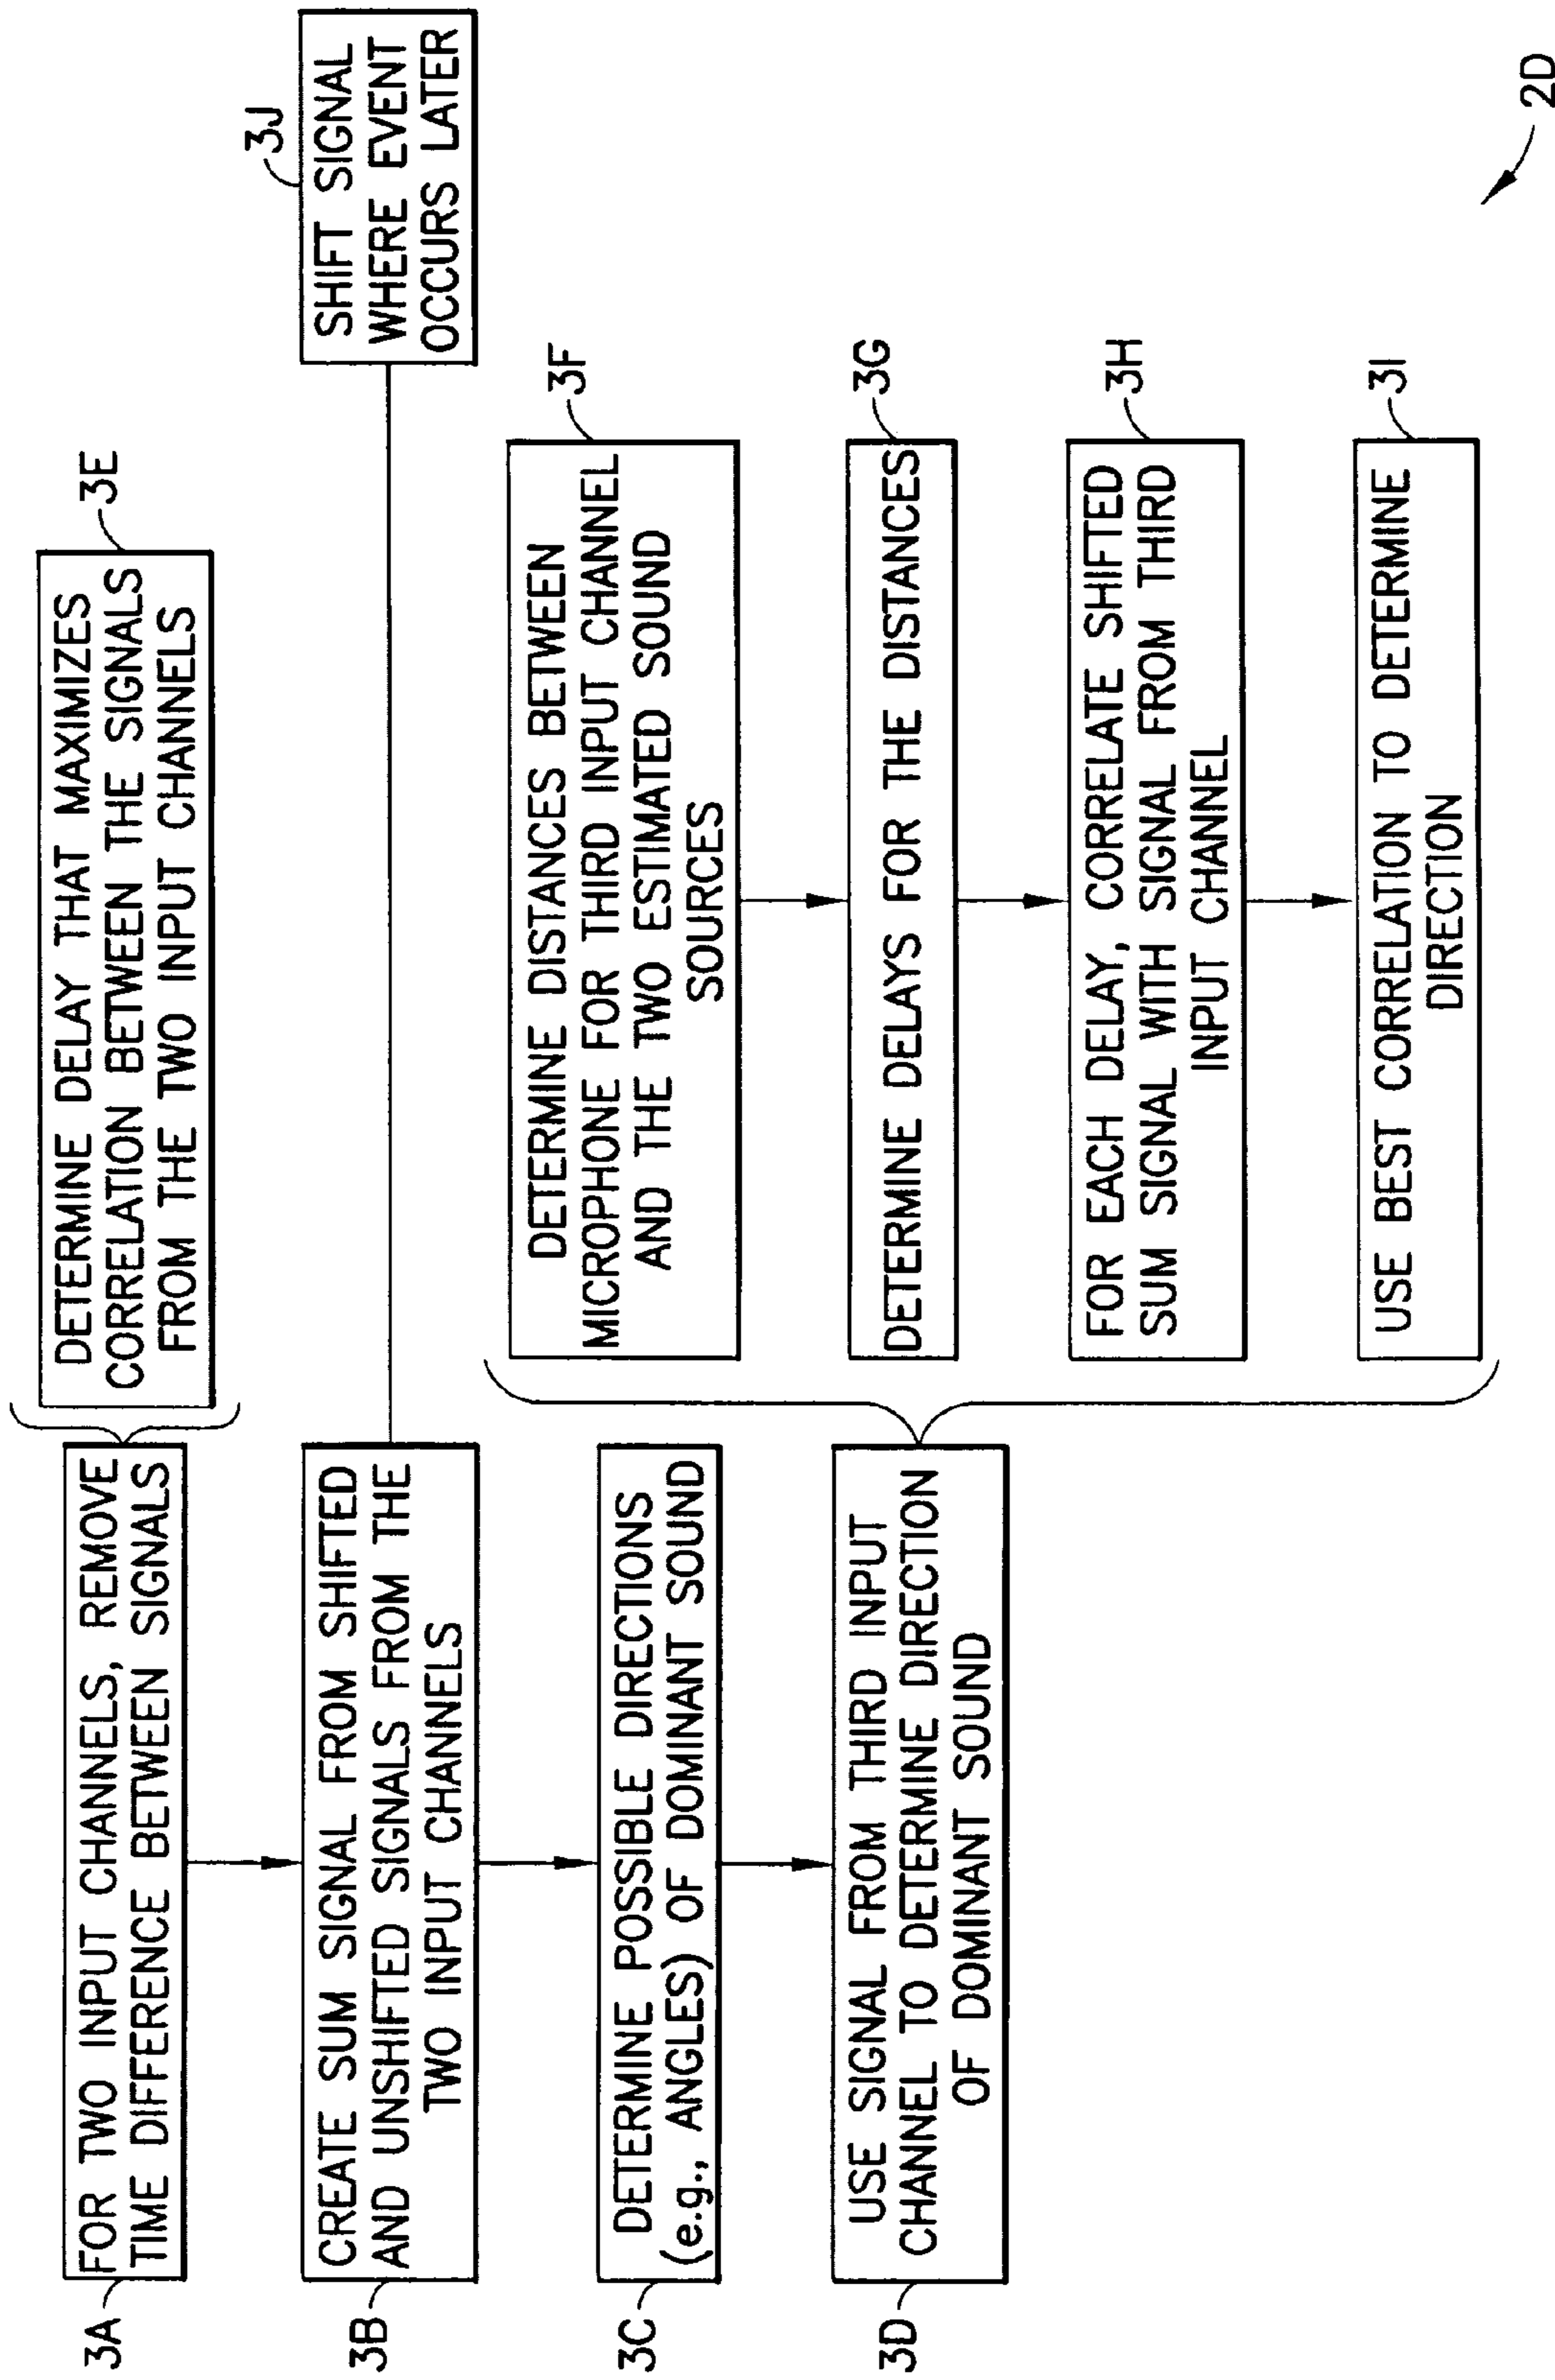 3A
FOR TWO INPUT CHANNELS, REMOVE
TIME DIFFERENCE BETWEEN SIGNALS
3E
DETERMINE DELAY THAT MAXIMIZES
CORRELATION BETWEEN THE SIGNALS
FROM THE TWO INPUT CHANNELS
3B
CREATE SUM SIGNAL FROM SHIFTED
AND UNSHIFTED SIGNALS FROM THE
TWO INPUT CHANNELS
3J
SHIFT SIGNAL
WHERE EVENT
OCCURS LATER
3C
DETERMINE POSSIBLE DIRECTIONS
(e.g., ANGLES) OF DOMINANT SOUND
3D
USE SIGNAL FROM THIRD INPUT
CHANNEL TO DETERMINE DIRECTION
OF DOMINANT SOUND
3F
DETERMINE DISTANCES BETWEEN
MICROPHONE FOR THIRD INPUT CHANNEL
AND THE TWO ESTIMATED SOUND
SOURCES
3G
DETERMINE DELAYS FOR THE DISTANCES
3H
FOR EACH DELAY, CORRELATE SHIFTED
SUM SIGNAL WITH SIGNAL FROM THIRD
INPUT CHANNEL
3I
USE BEST CORRELATION TO DETERMINE
DIRECTION
2D